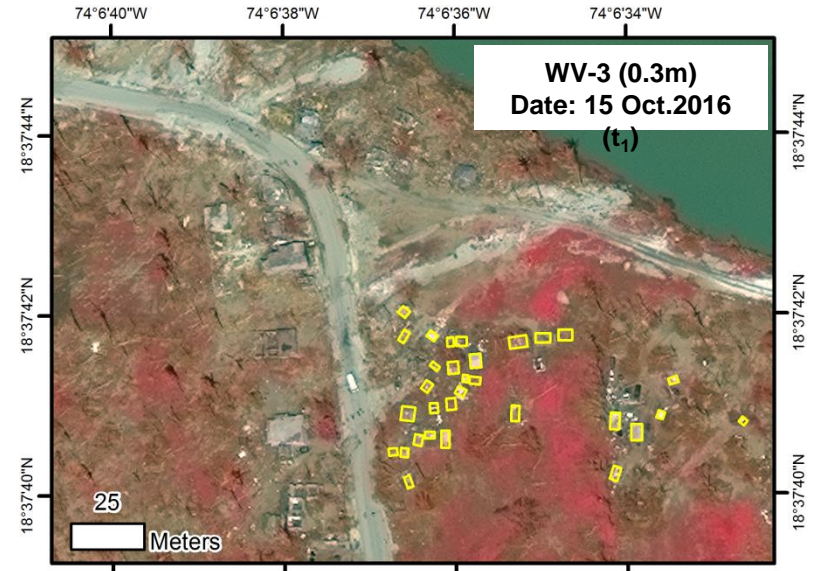 74°6'40"W 74°6'38"W 74°6'36"W 74°6'34"W
WV-3 (0.3m)
Date: 15 Oct.2016
(t₁)
18°37'44"N 18°37'44"N
18°37'42"N 18°37'42"N
18°37'40"N 18°37'40"N
25
Meters